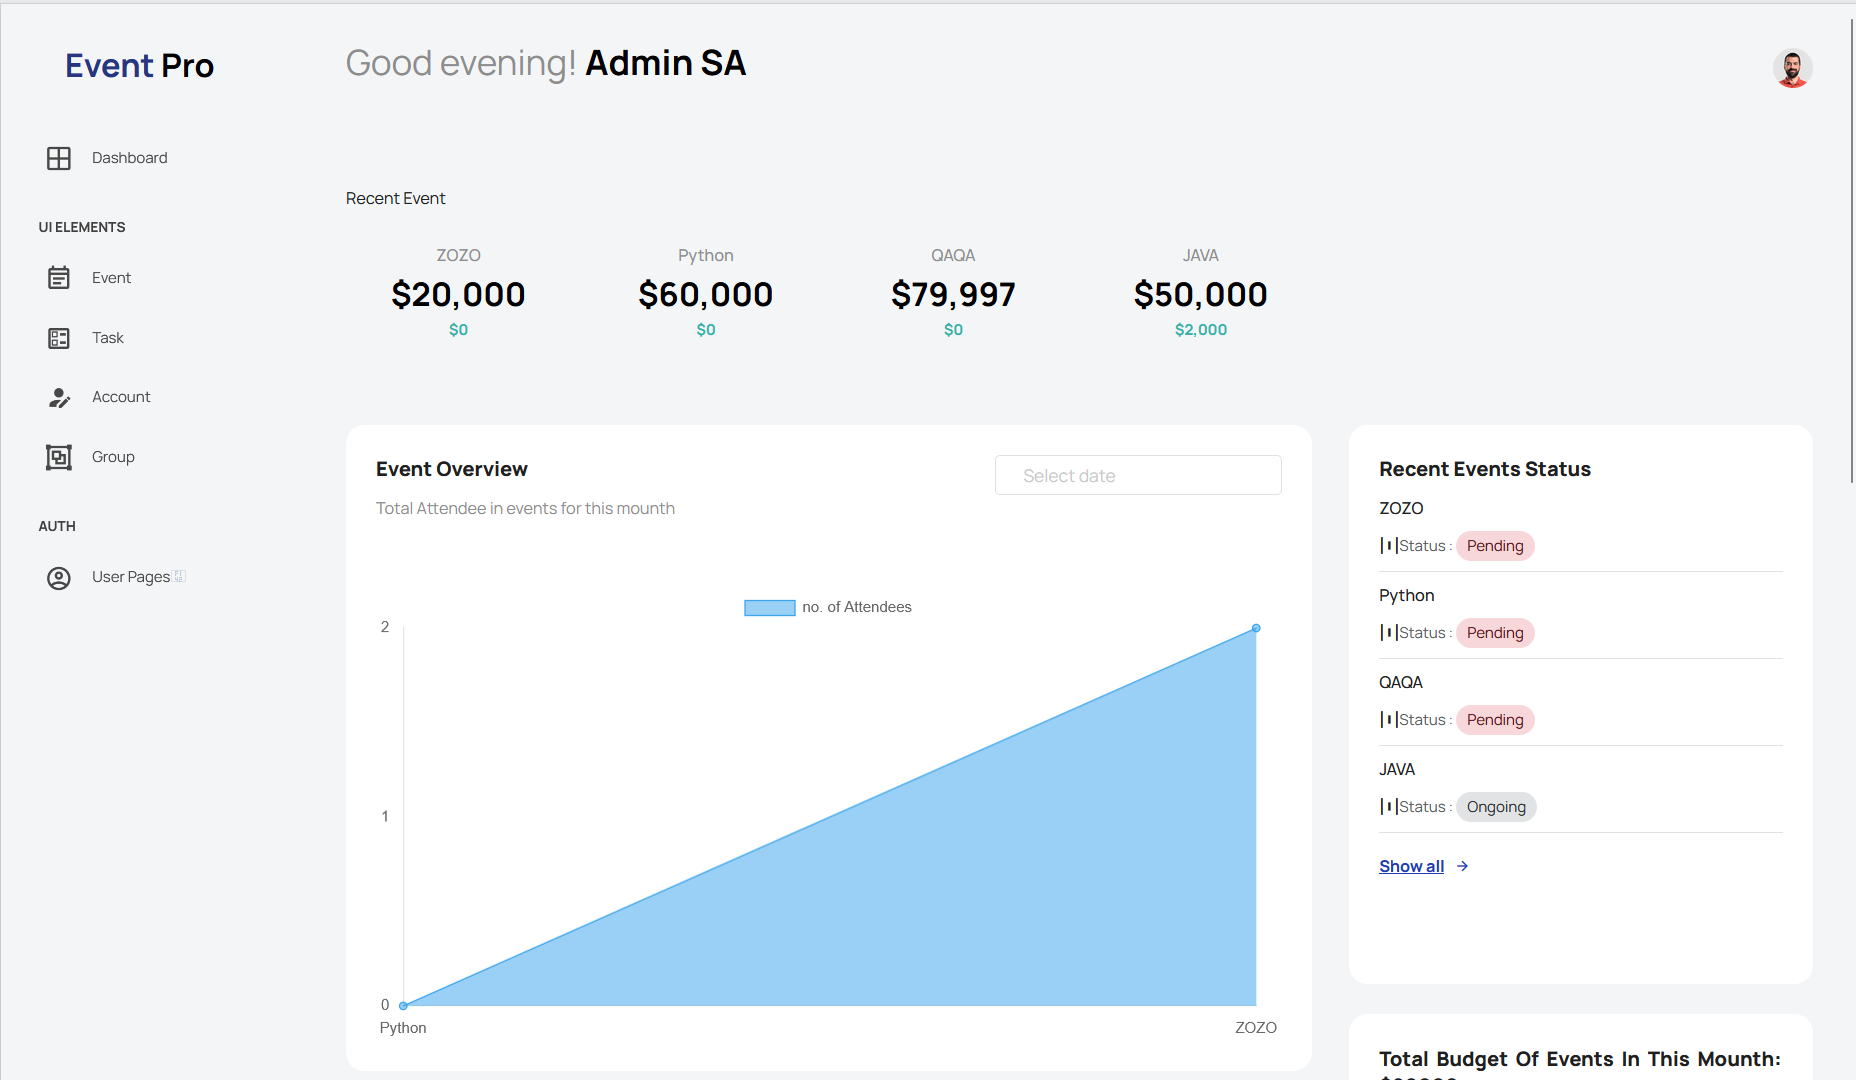 Event Pro
Good evening! Admin SA
Dashboard
UI ELEMENTS
Event
Task
Account
Group
AUTH
User Pages
Recent Event
ZOZO
$20,000
$0
Python
$60,000
$0
QAQA
$79,997
$0
JAVA
$50,000
$2,000
Event Overview
Select date
Total Attendee in events for this mounth
no. of Attendees
2
1
0
Python
ZOZO
Recent Events Status
ZOZO
Status : Pending
Python
Status : Pending
QAQA
Status : Pending
JAVA
Status : Ongoing
Show all
Total Budget Of Events In This Mounth: